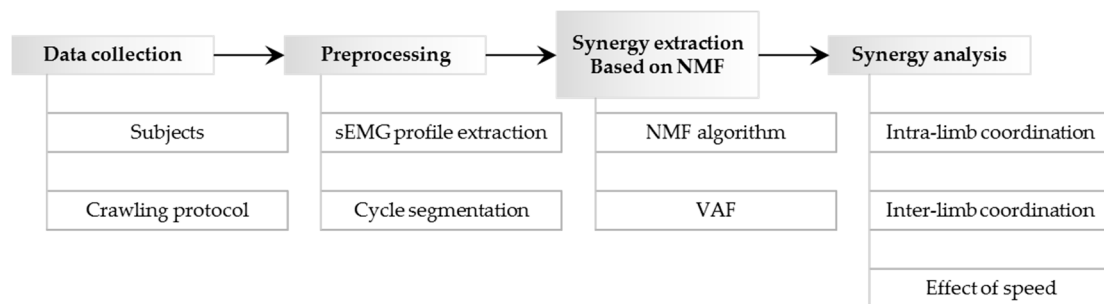 Data collection
Preprocessing
Synergy extraction
Based on NMF
Synergy analysis
Subjects
sEMG profile extraction
NMF algorithm
Intra-limb coordination
Crawling protocol
Cycle segmentation
VAF
Inter-limb coordination
Effect of speed